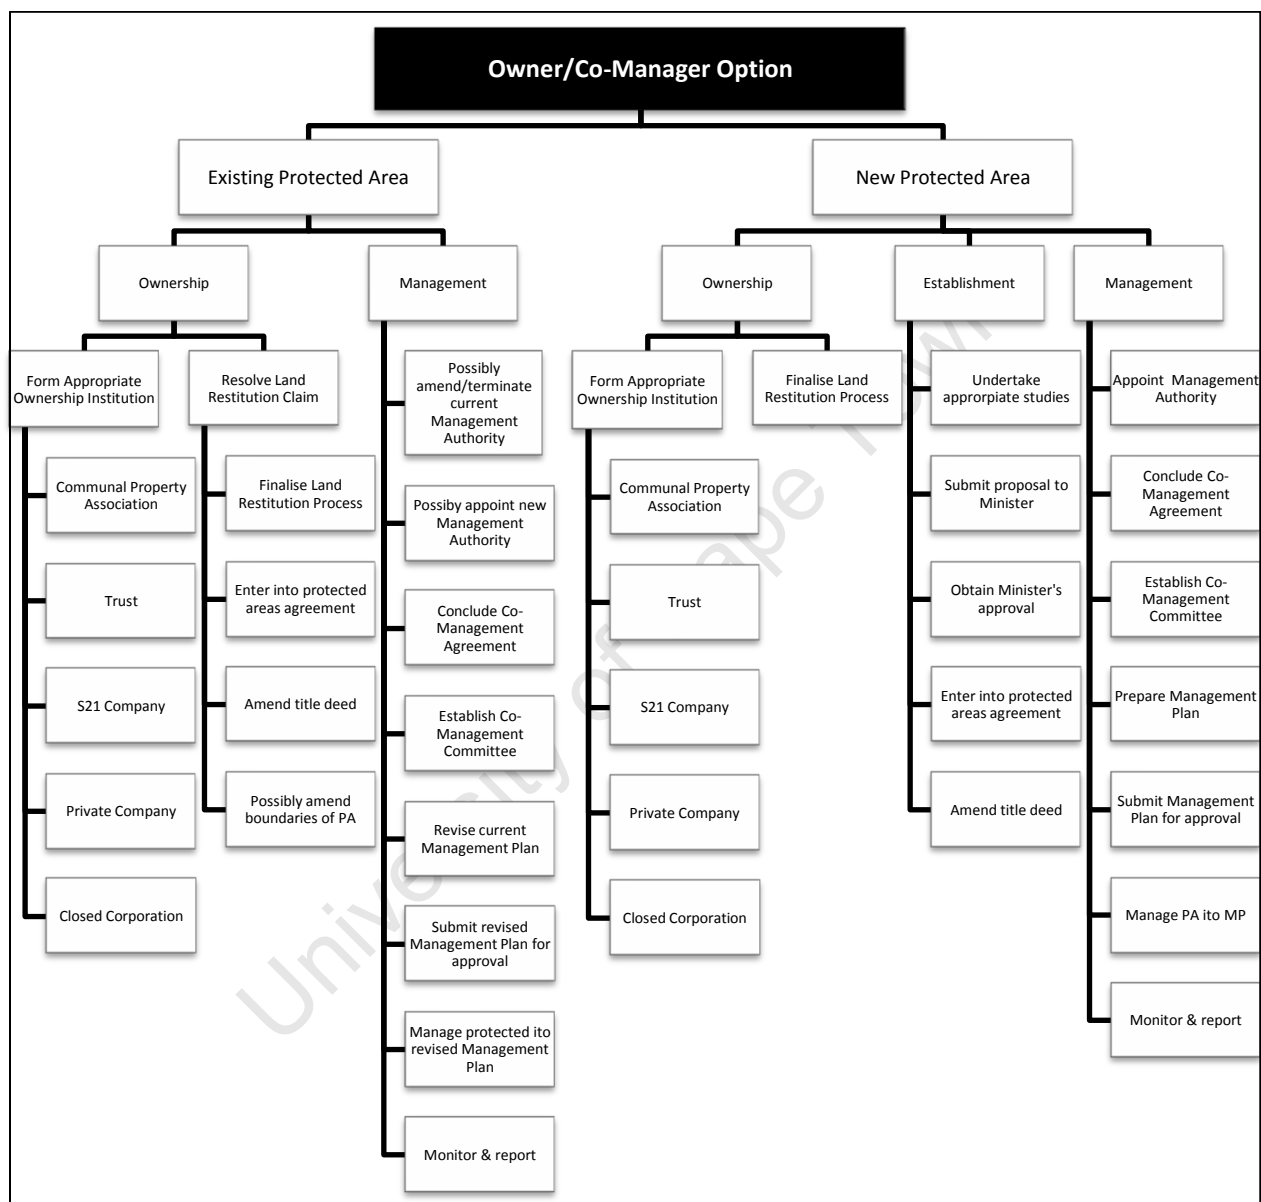 Owner/Co-Manager Option
Existing Protected Area
New Protected Area
Ownership
Management
Ownership
Establishment
Management
Form Appropriate
Ownership Institution
Resolve Land
Restitution Claim
Form Appropriate
Ownership Institution
Finalise Land
Restitution Process
Communal Property
Association
Trust
S21 Company
Private Company
Closed Corporation
Finalise Land
Restitution Process
Enter into protected
areas agreement
Amend title deed
Possibly amend
boundaries of PA
Possibly
amend/terminate
current
Management
Authority
Possiby appoint new
Management
Authority
Conclude Co-
Management
Agreement
Establish Co-
Management
Committee
Revise current
Management Plan
Submit revised
Management Plan for
approval
Manage protected ito
revised Management
Plan
Monitor & report
Communal Property
Association
Trust
S21 Company
Private Company
Closed Corporation
Undertake
approrpiate studies
Submit proposal to
Minister
Obtain Minister's
approval
Enter into protected
areas agreement
Amend title deed
Appoint Management
Authority
Conclude Co-
Management
Agreement
Establish Co-
Management
Committee
Prepare Management
Plan
Submit Management
Plan for approval
Manage PA ito MP
Monitor & report
University of Cape Town